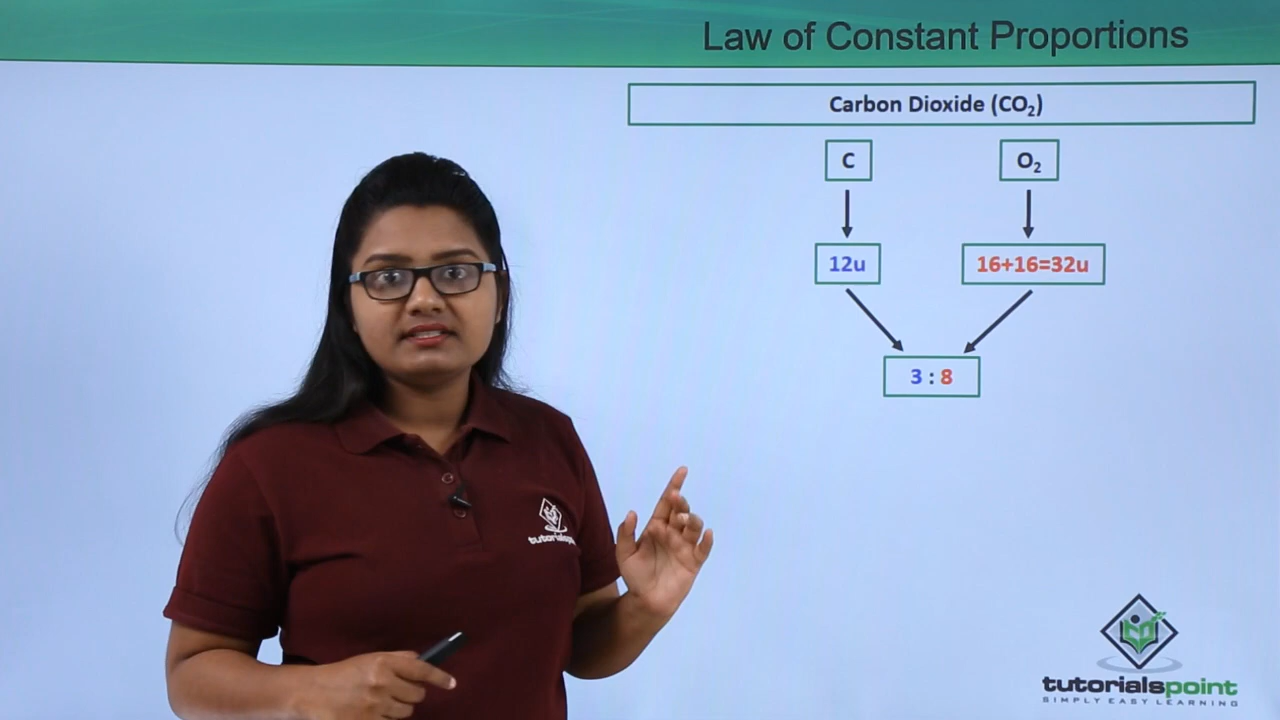 Law of Constant Proportions
Carbon Dioxide (CO₂)
C
O₂
12u
16+16=32u
3 : 8
tutorialspoint
SIMPLY EASY LEARNING